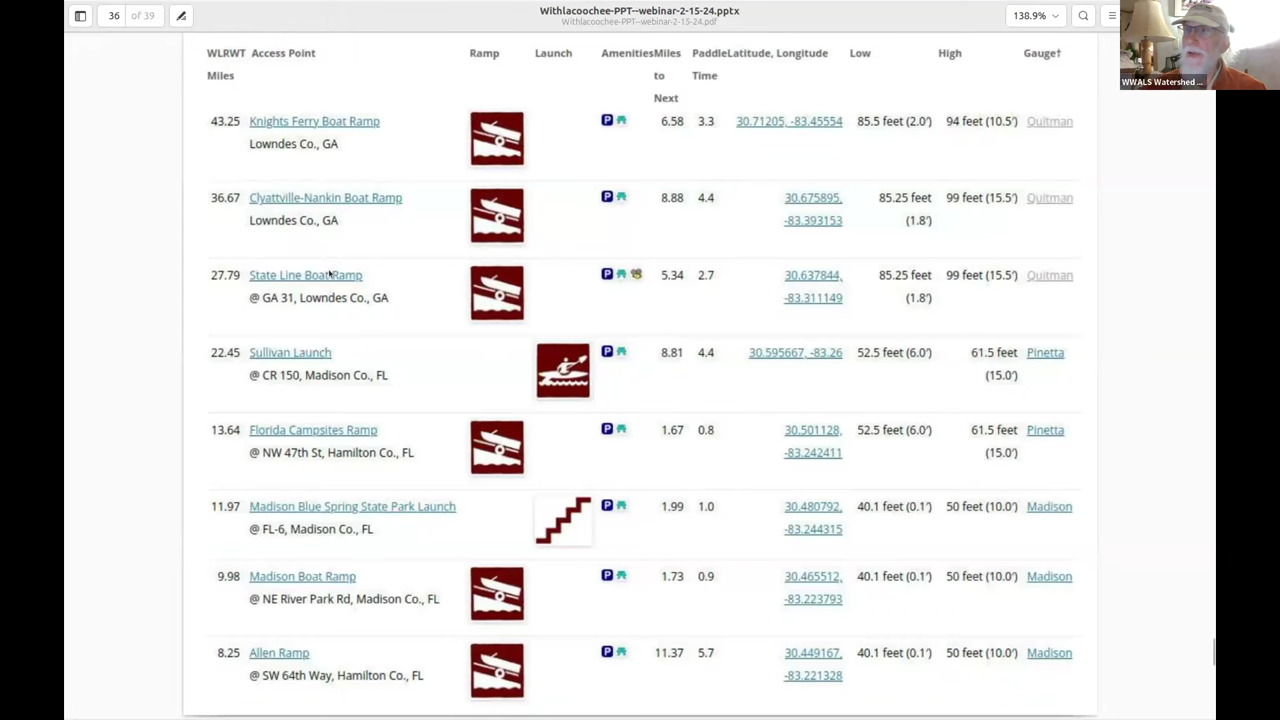 Withlacoochee-PPT--webinar-2-15-24.pptx
Withlacoochee-PPT--webinar-2-15-24.pdf
36 of 39
138.9%
WWALS Watershed ...
WLRWT Miles Access Point Ramp Launch Amenities Miles to Next Paddle Time Latitude, Longitude Low High Gauge†
43.25 Knights Ferry Boat Ramp 6.58 3.3 30.71205, -83.45554 85.5 feet (2.0') 94 feet (10.5') Quitman
Lowndes Co., GA
36.67 Clyattville-Nankin Boat Ramp P 8.88 4.4 30.675895, 85.25 feet 99 feet (15.5') Quitman
Lowndes Co., GA -83.393153 (1.8')
27.79 State Line Boat Ramp P 5.34 2.7 30.637844, 85.25 feet 99 feet (15.5') Quitman
@ GA 31, Lowndes Co., GA -83.311149 (1.8')
22.45 Sullivan Launch P 8.81 4.4 30.595667, -83.26 52.5 feet (6.0') 61.5 feet Pinetta
@ CR 150, Madison Co., FL (15.0')
13.64 Florida Campsites Ramp P 1.67 0.8 30.501128, 52.5 feet (6.0') 61.5 feet Pinetta
@ NW 47th St, Hamilton Co., FL -83.242411 (15.0')
11.97 Madison Blue Spring State Park Launch P 1.99 1.0 30.480792, 40.1 feet (0.1') 50 feet (10.0') Madison
@ FL-6, Madison Co., FL -83.244315
9.98 Madison Boat Ramp P 1.73 0.9 30.465512, 40.1 feet (0.1') 50 feet (10.0') Madison
@ NE River Park Rd, Madison Co., FL -83.223793
8.25 Allen Ramp P 11.37 5.7 30.449167, 40.1 feet (0.1') 50 feet (10.0') Madison
@ SW 64th Way, Hamilton Co., FL -83.221328